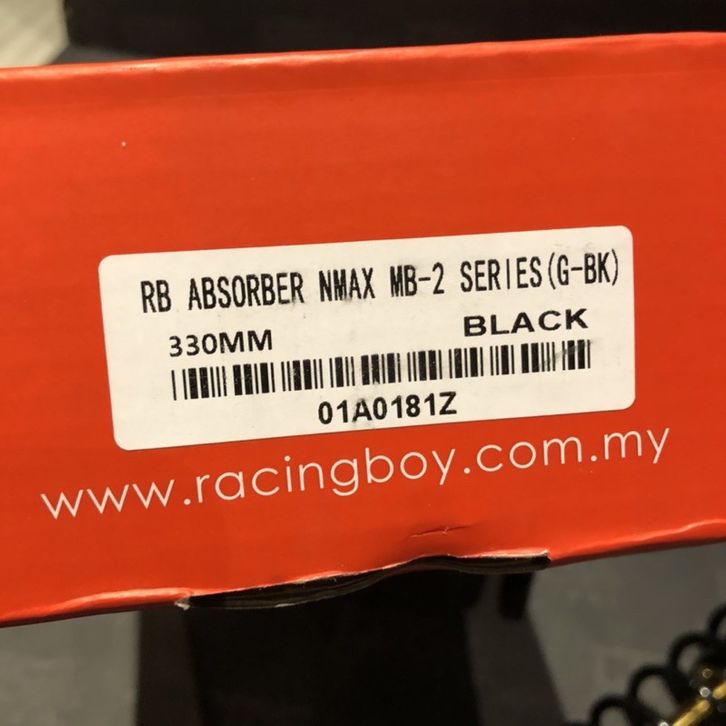 RB ABSORBER NMAX MB-2 SERIES(G-BK)
330MM BLACK
01A0181Z
www.racingboy.com.my